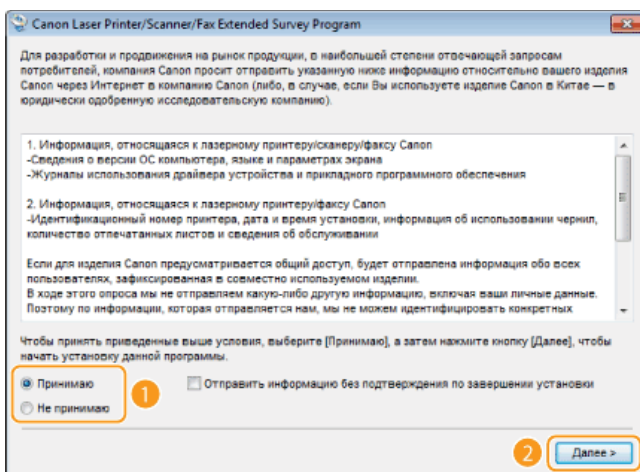 Canon Laser Printer/Scanner/Fax Extended Survey Program
Для разработки и продвижения на рынок продукции, в наибольшей степени отвечающей запросам
потребителей, компания Canon просит отправить указанную ниже информацию относительно вашего изделия
Canon через Интернет в компанию Canon (либо, в случае, если Вы используете изделие Canon в Китае — в
юридически одобренную исследовательскую компанию).
1. Информация, относящаяся к лазерному принтеру/сканеру/факсу Canon
-Сведения о версии ОС компьютера, языке и параметрах экрана
-Журналы использования драйвера устройства и прикладного программного обеспечения
2. Информация, относящаяся к лазерному принтеру/факсу Canon
-Идентификационный номер принтера, дата и время установки, информация об использовании чернил,
количество отпечатанных листов и сведения об обслуживании
Если для изделия Canon предусматривается общий доступ, будет отправлена информация обо всех
пользователях, зафиксированная в совместно используемом изделии.
В ходе этого опроса мы не отправляем какую-либо другую информацию, включая ваши личные данные.
Поэтому по информации, которая отправляется нам, мы не можем идентифицировать конкретных
Чтобы принять приведенные выше условия, выберите [Принимаю], а затем нажмите кнопку [Далее], чтобы
начать установку данной программы.
Принимаю
Отправить информацию без подтверждения по завершении установки
Не принимаю
1
2
Далее >